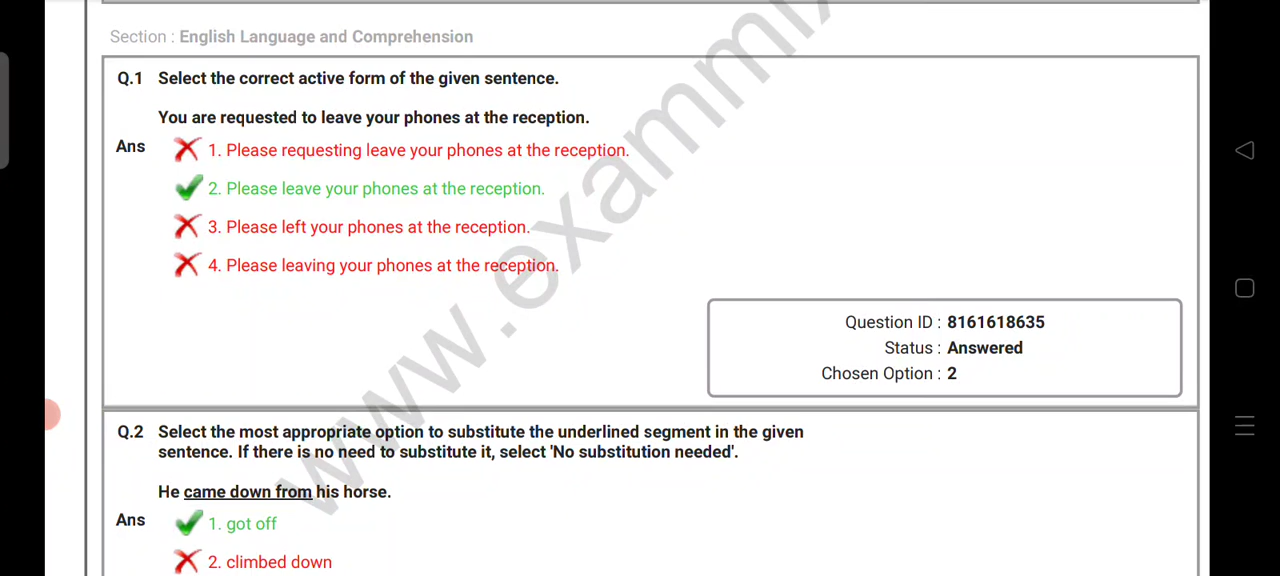 Section : English Language and Comprehension
Q.1 Select the correct active form of the given sentence.
You are requested to leave your phones at the reception.
Ans 1. Please requesting leave your phones at the reception.
2. Please leave your phones at the reception.
3. Please left your phones at the reception.
4. Please leaving your phones at the reception.
Question ID : 8161618635
Status : Answered
Chosen Option : 2
Q.2 Select the most appropriate option to substitute the underlined segment in the given
sentence. If there is no need to substitute it, select 'No substitution needed'.
He came down from his horse.
Ans 1. got off
2. climbed down
www.exammix